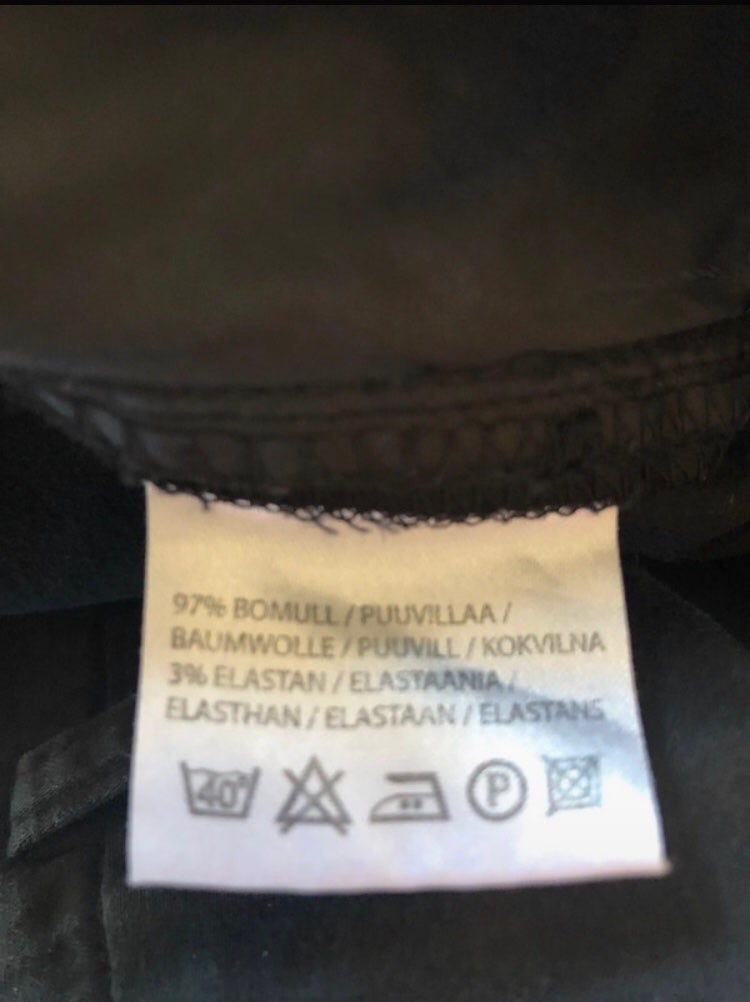 97% BOMULL / PUUVILLAA /
BAUMWOLLE / PUUVILL / KOKVILNA
3% ELASTAN / ELASTAANIA /
ELASTHAN / ELASTAAN / ELASTANS
40° P